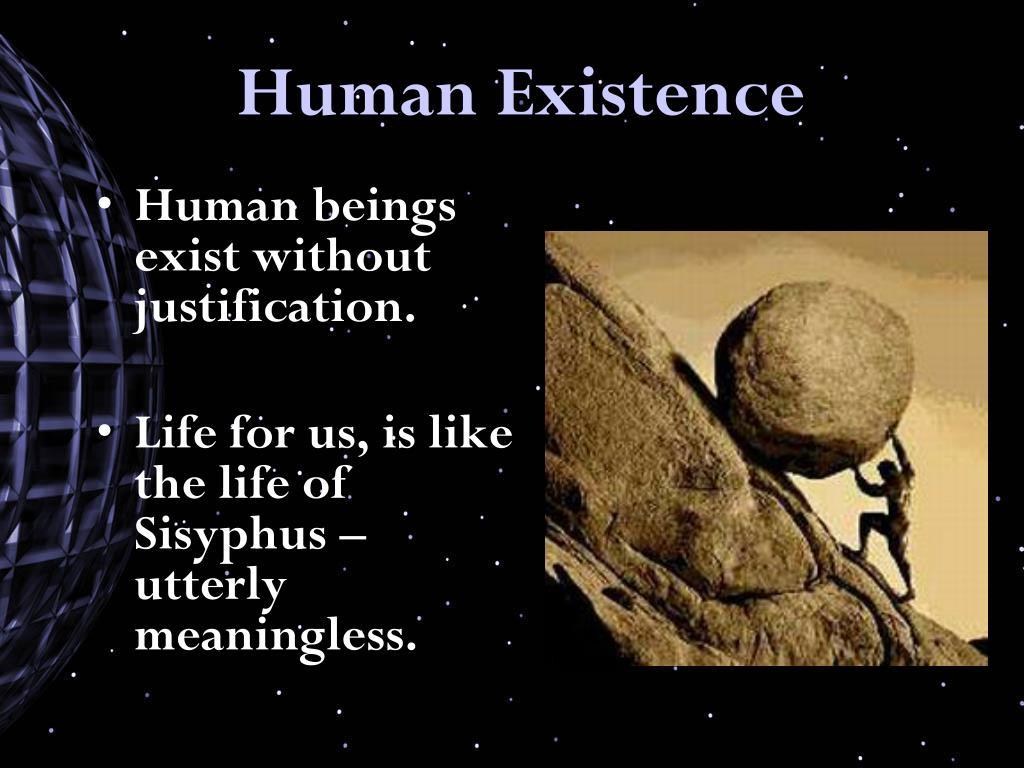 Human Existence
• Human beings
exist without
justification.
• Life for us, is like
the life of
Sisyphus –
utterly
meaningless.